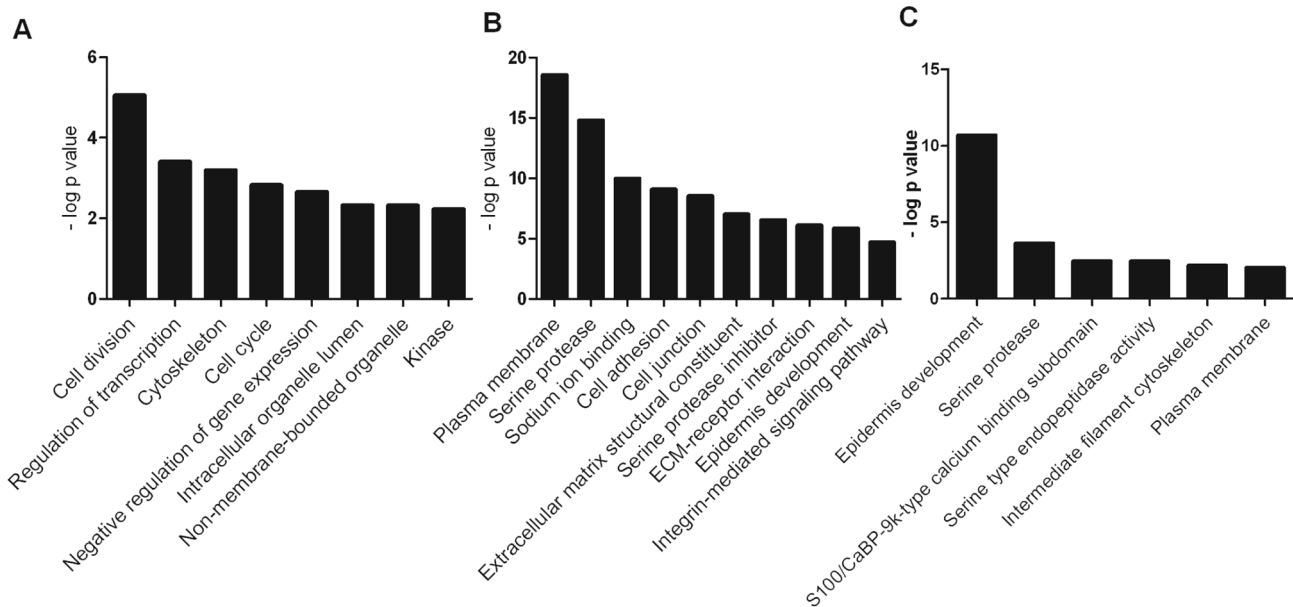 A
- log p value
6
4
2
0
Cell division
Regulation of transcription
Cytoskeleton
Cell cycle
Negative regulation of gene expression
Intracellular organelle lumen
Non-membrane-bounded organelle
Kinase
B
- log p value
20
15
10
5
0
Plasma membrane
Serine protease
Sodium ion binding
Cell adhesion
Cell junction
Extracellular matrix structural constituent
Serine protease inhibitor
ECM-receptor interaction
Epidermis development
Integrin-mediated signaling pathway
C
- log p value
15
10
5
0
Epidermis development
Serine protease
S100/CaBP-9k-type calcium binding subdomain
Serine type endopeptidase activity
Intermediate filament cytoskeleton
Plasma membrane